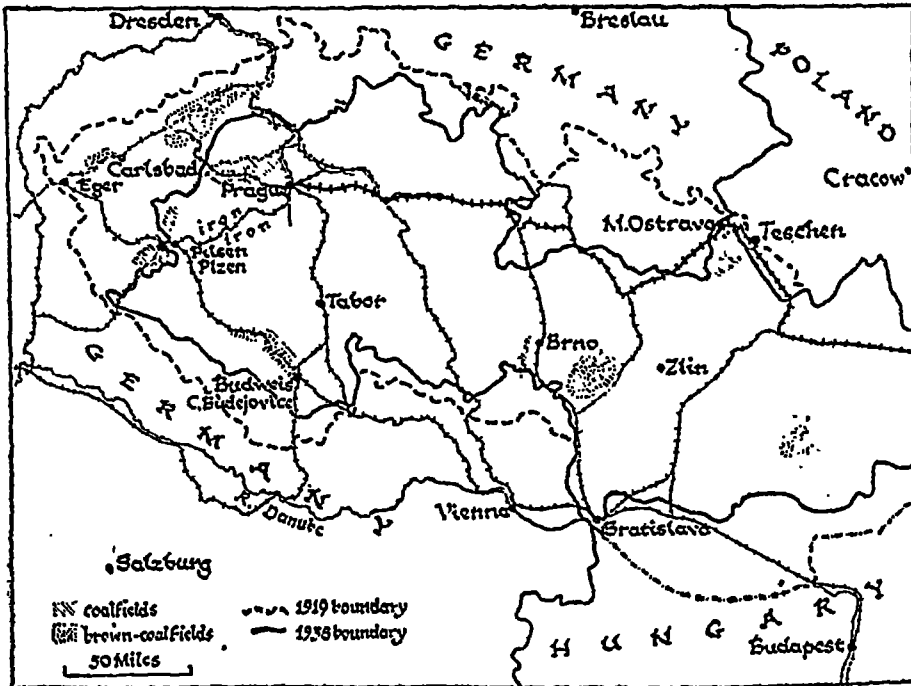 Dresden
Breslau
GERMANY
POLAND
Cracow
Carlsbad
Eger
Prague
iron
iron
M.Ostrava
Teschen
Pilsen
Plzen
Tabor
Brno
Zlin
Budweis
C. Budejovice
GERMANY
R. Danube
Vienna
Bratislava
Salzburg
HUNGARY
Budapest
coalfields
1919 boundary
brown-coalfields
1938 boundary
50 Miles